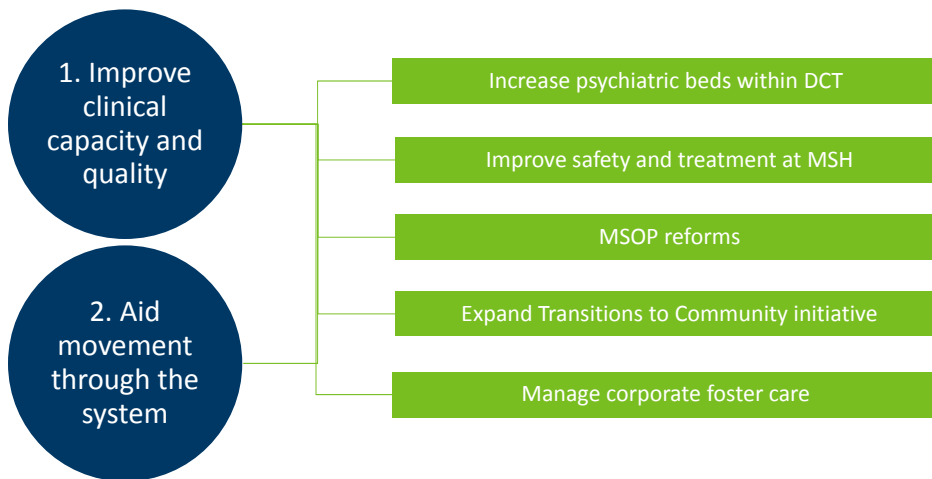 1. Improve
clinical
capacity and
quality
2. Aid
movement
through the
system
Increase psychiatric beds within DCT
Improve safety and treatment at MSH
MSOP reforms
Expand Transitions to Community initiative
Manage corporate foster care